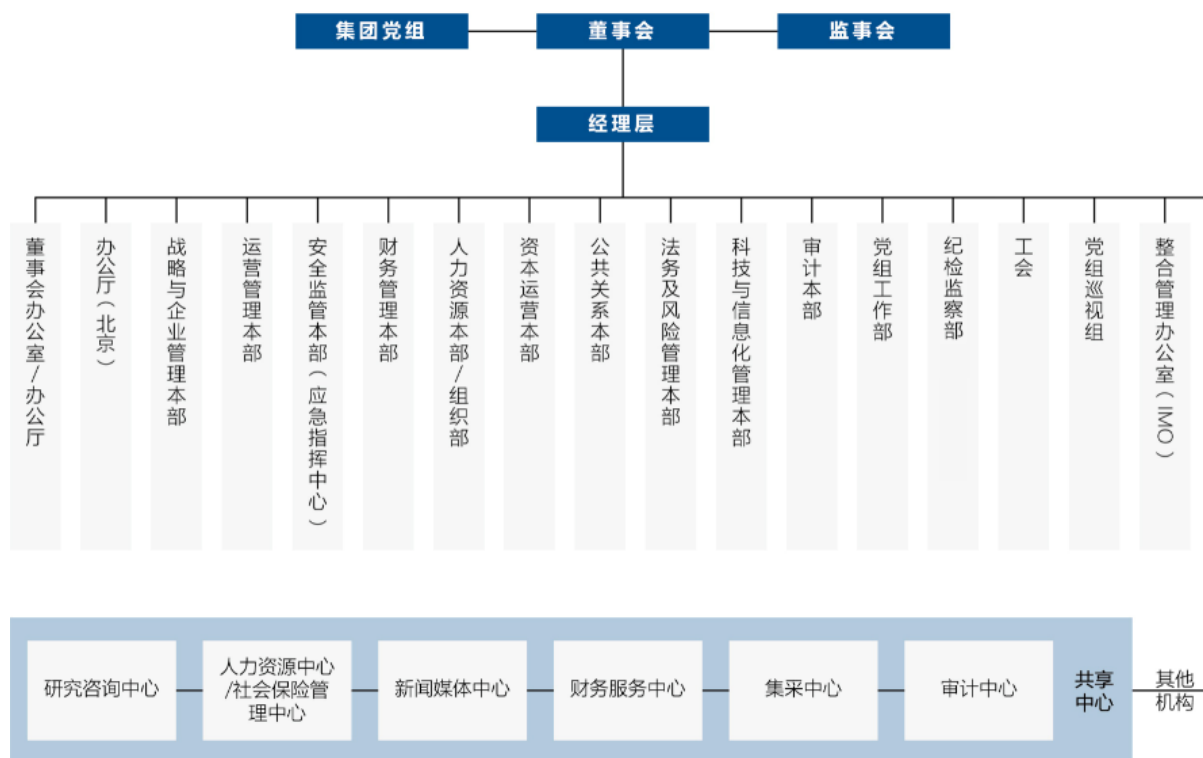 集团党组
董事会
监事会
经理层
董事会办公室/办公厅
办公厅(北京)
战略与企业管理本部
运营管理本部
安全监管本部(应急指挥中心)
财务管理本部
人力资源本部/组织部
资本运营本部
公共关系本部
法务及风险管理本部
科技与信息化管理本部
审计本部
党组工作部
纪检监察部
工会
党组巡视组
整合管理办公室(IMO)
研究咨询中心
人力资源中心
/社会保险管
理中心
新闻媒体中心
财务服务中心
集采中心
审计中心
共享
中心
其他
机构